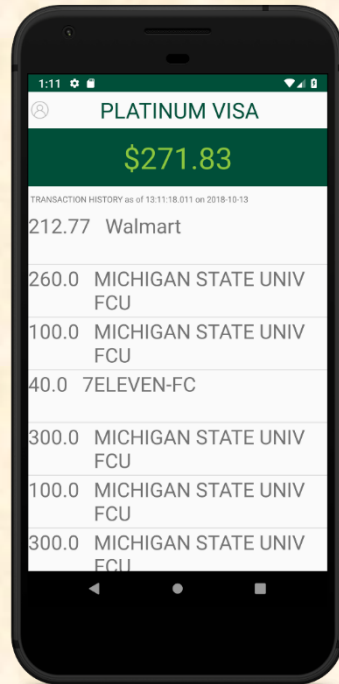 1:11
PLATINUM VISA
$271.83
TRANSACTION HISTORY as of 13:11:18.011 on 2018-10-13
212.77 Walmart
260.0 MICHIGAN STATE UNIV
FCU
100.0 MICHIGAN STATE UNIV
FCU
40.0 7ELEVEN-FC
300.0 MICHIGAN STATE UNIV
FCU
100.0 MICHIGAN STATE UNIV
FCU
300.0 MICHIGAN STATE UNIV
FCU